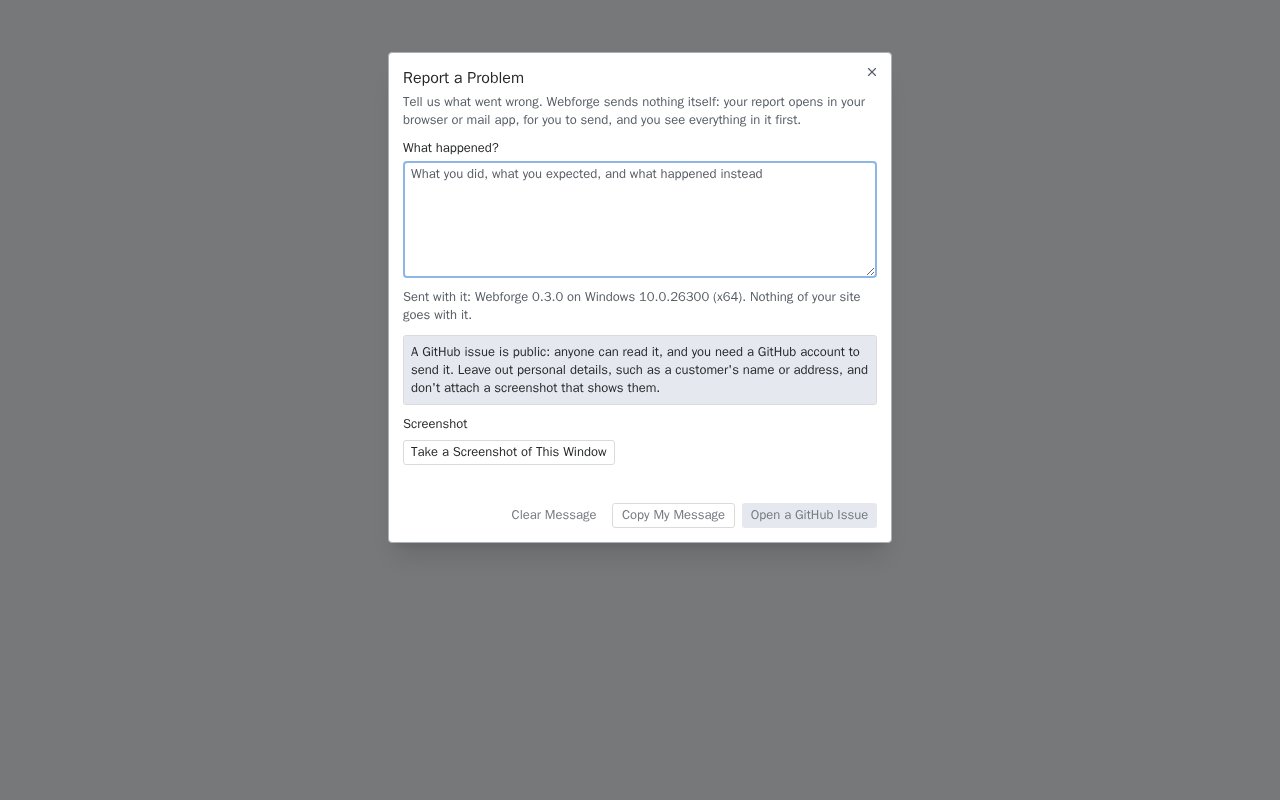 Report a Problem
Tell us what went wrong. Webforge sends nothing itself: your report opens in your
browser or mail app, for you to send, and you see everything in it first.
What happened?
What you did, what you expected, and what happened instead
Sent with it: Webforge 0.3.0 on Windows 10.0.26300 (x64). Nothing of your site
goes with it.
A GitHub issue is public: anyone can read it, and you need a GitHub account to
send it. Leave out personal details, such as a customer's name or address, and
don't attach a screenshot that shows them.
Screenshot
Take a Screenshot of This Window
Clear Message
Copy My Message
Open a GitHub Issue